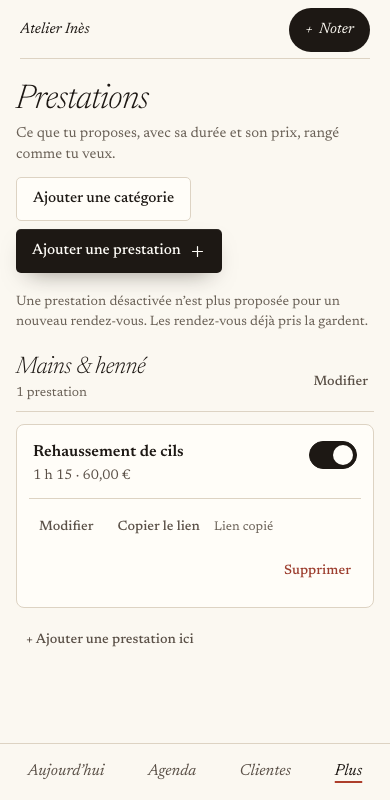 Atelier Inès
+ Noter
Prestations
Ce que tu proposes, avec sa durée et son prix, rangé
comme tu veux.
Ajouter une catégorie
Ajouter une prestation +
Une prestation désactivée n’est plus proposée pour un
nouveau rendez-vous. Les rendez-vous déjà pris la gardent.
Mains & henné
1 prestation
Modifier
Rehaussement de cils
1 h 15 · 60,00 €
Modifier Copier le lien Lien copié
Supprimer
+ Ajouter une prestation ici
Aujourd’hui Agenda Clientes Plus